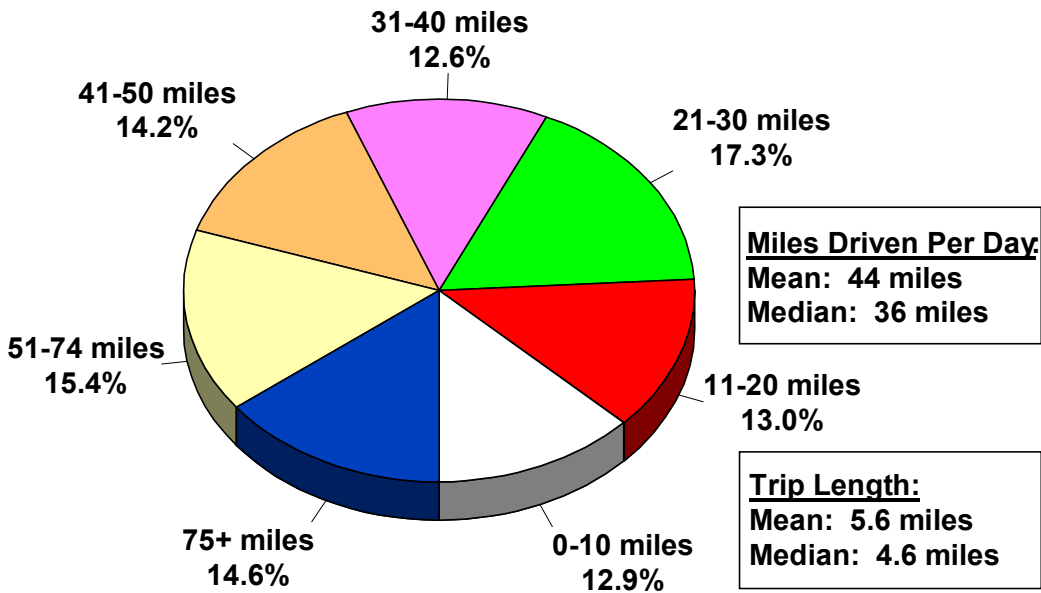 31-40 miles
12.6%
41-50 miles
14.2%
21-30 miles
17.3%
Miles Driven Per Day:
Mean: 44 miles
Median: 36 miles
51-74 miles
15.4%
11-20 miles
13.0%
Trip Length:
Mean: 5.6 miles
Median: 4.6 miles
75+ miles
14.6%
0-10 miles
12.9%